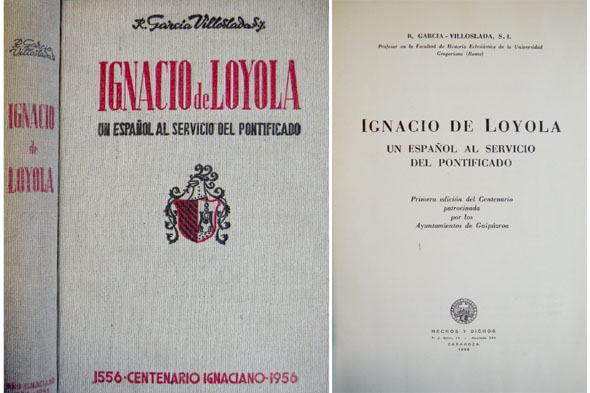 R. García Villoslada
IGNACIO
de
LOYOLA
R. García Villoslada S.J.
IGNACIO de LOYOLA
UN ESPAÑOL AL SERVICIO DEL PONTIFICADO
1556-CENTENARIO IGNACIANO-1956
R. GARCIA-VILLOSLADA, S. I.
Profesor en la Facultad de Historia Eclesiástica de la Universidad
Gregoriana (Roma)
IGNACIO DE LOYOLA
UN ESPAÑOL AL SERVICIO
DEL PONTIFICADO
Primera edición del Centenario
patrocinada
por los
Ayuntamientos de Guipúzcoa
HECHOS Y DICHOS
ZARAGOZA
1956